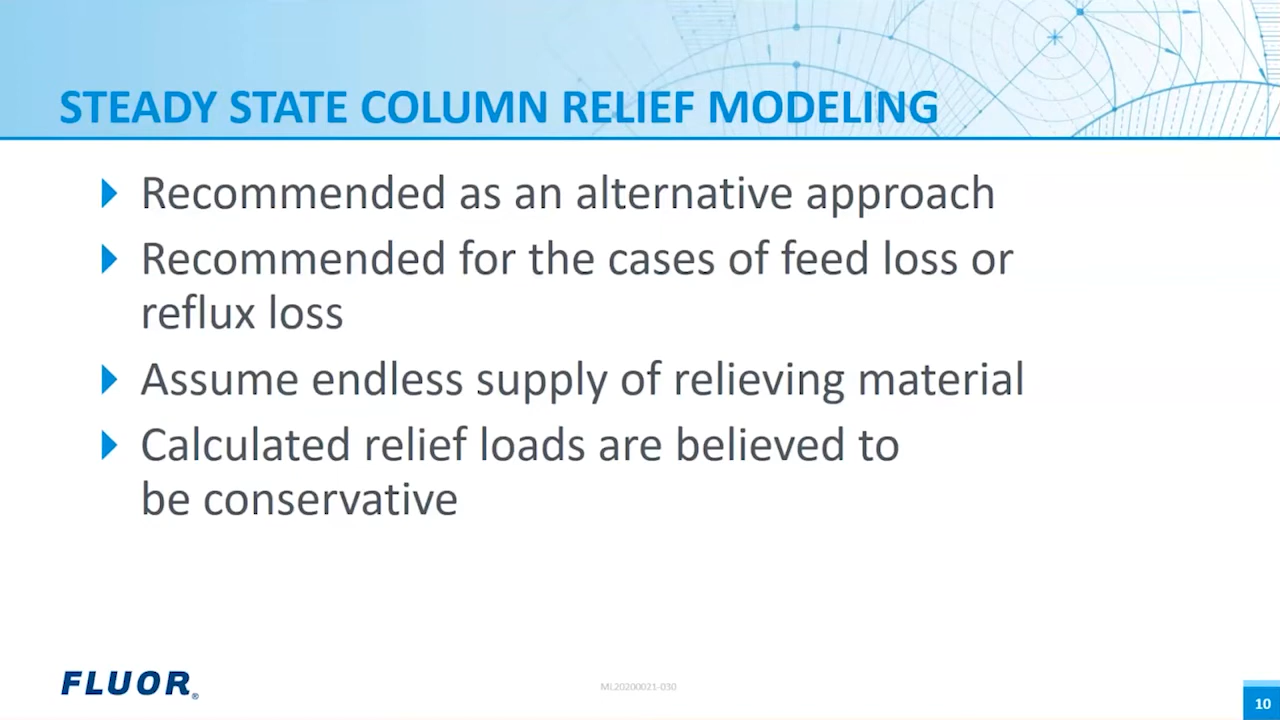 STEADY STATE COLUMN RELIEF MODELING
Recommended as an alternative approach
Recommended for the cases of feed loss or
reflux loss
Assume endless supply of relieving material
Calculated relief loads are believed to
be conservative
FLUOR®
ML20200021-030
10